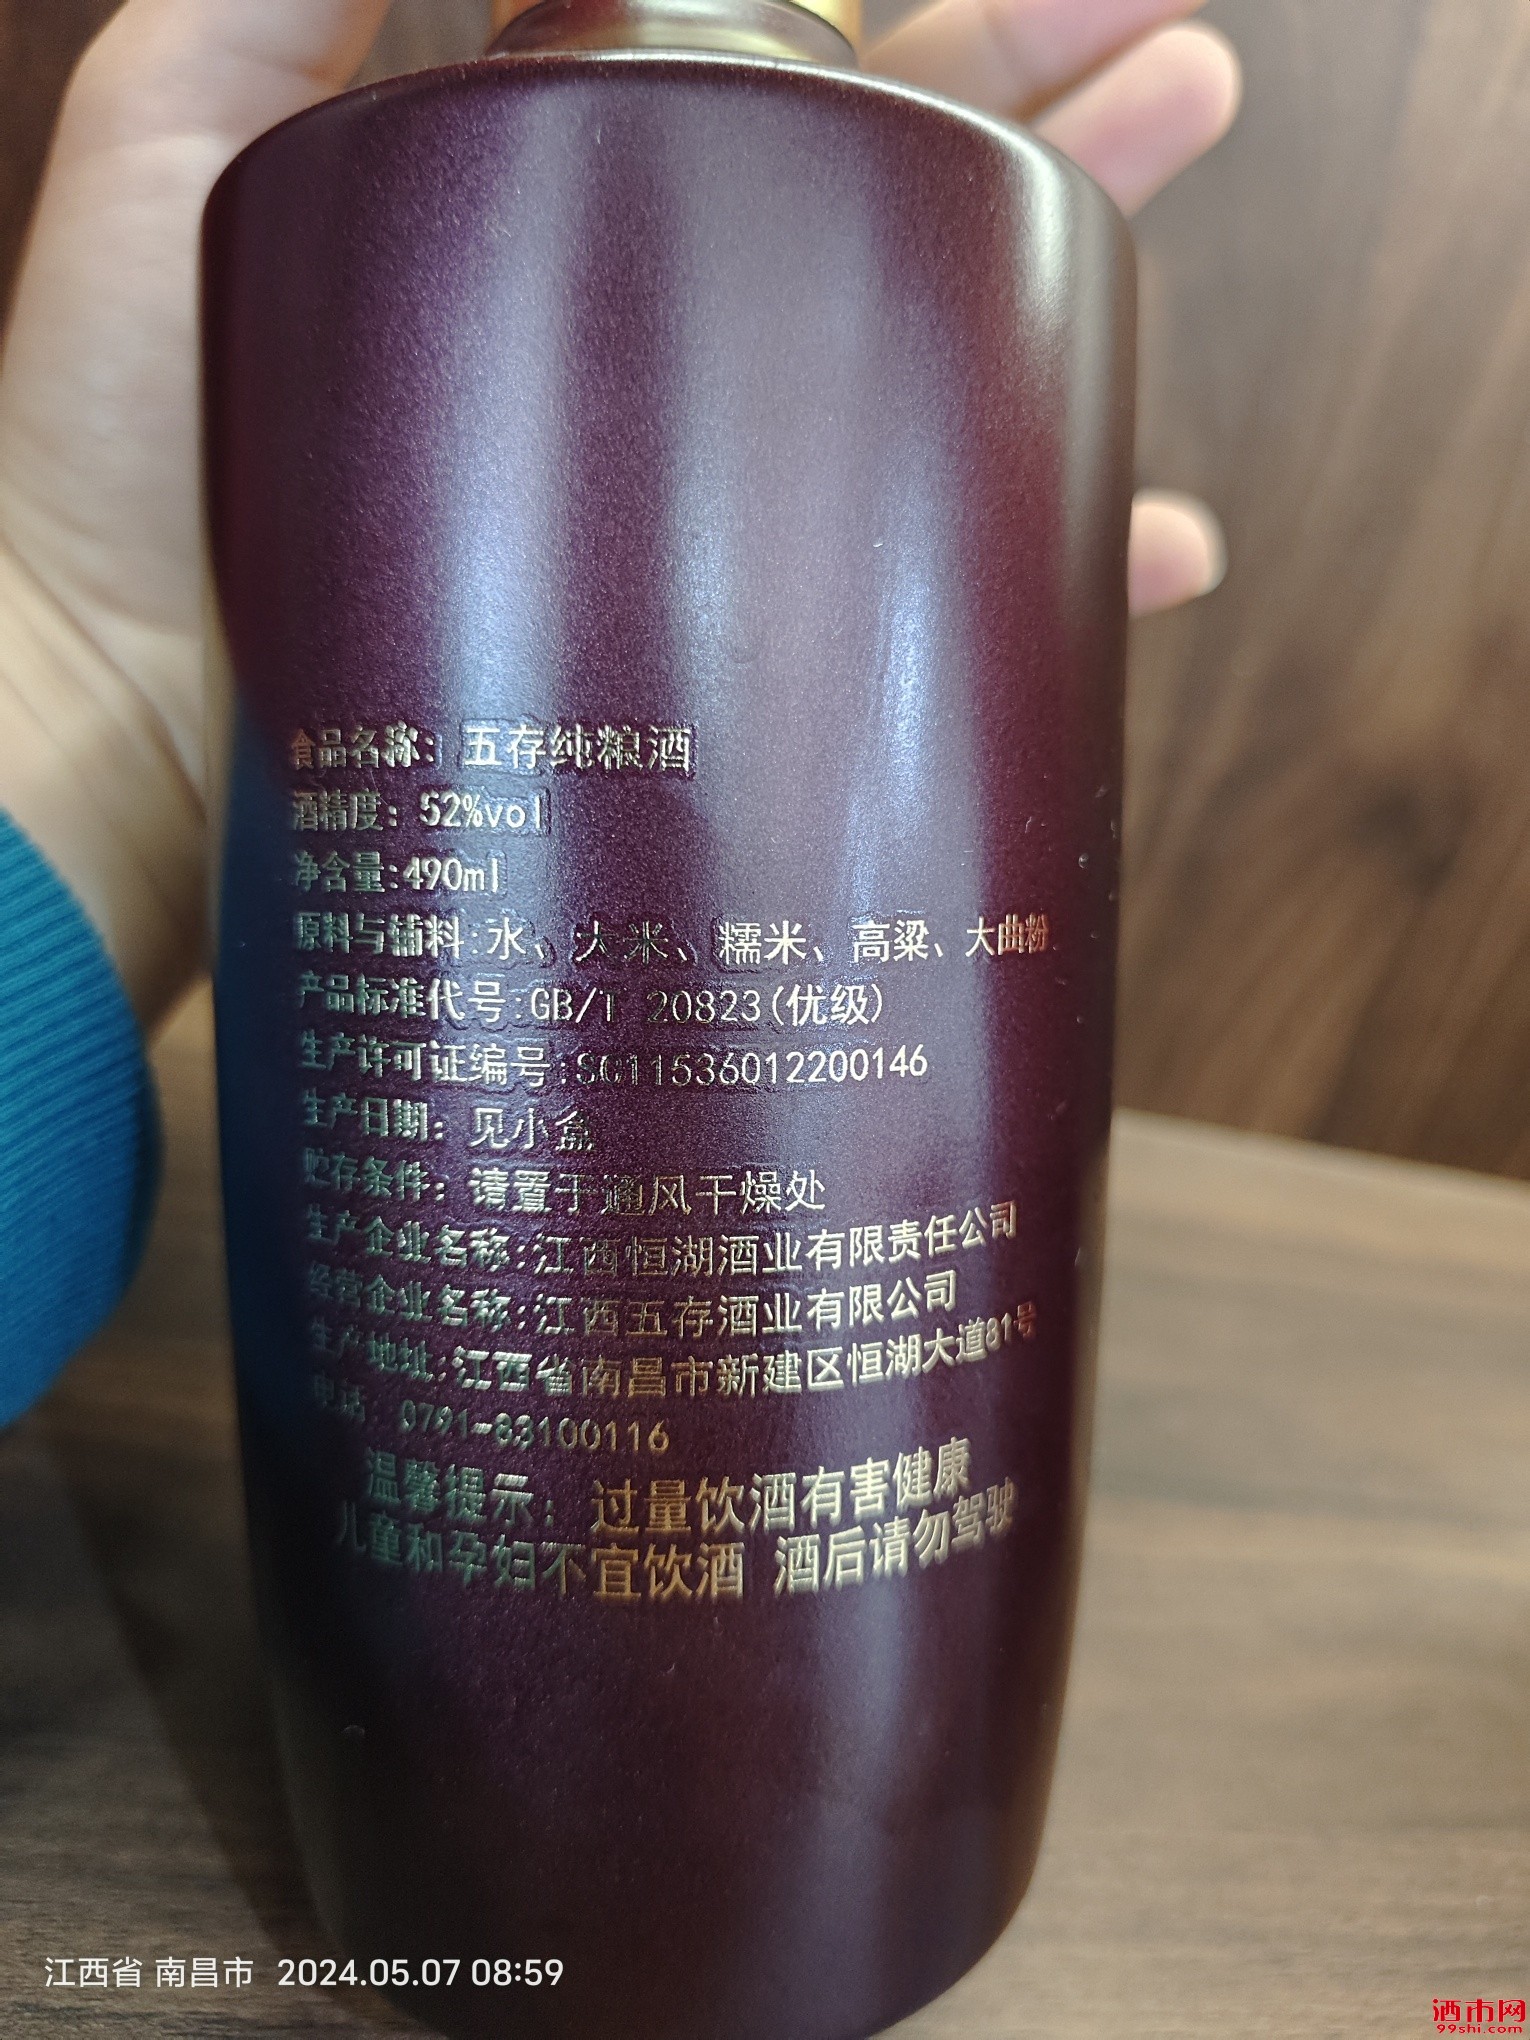 食品名称：五存纯粮酒
酒精度：52%vol
净含量:490ml
原料与辅料:水、大米、糯米、高粱、大曲粉
产品标准代号:GB/T 20823(优级)
生产许可证编号:SC11536012200146
生产日期：见小盒
贮存条件：请置于通风干燥处
生产企业名称:江西恒湖酒业有限责任公司
经营企业名称:江西五存酒业有限公司
生产地址:江西省南昌市新建区恒湖大道81号
电话：0791-83100116
温馨提示：过量饮酒有害健康
儿童和孕妇不宜饮酒 酒后请勿驾驶
江西省 南昌市 2024.05.07 08:59
酒市网
99shi.com